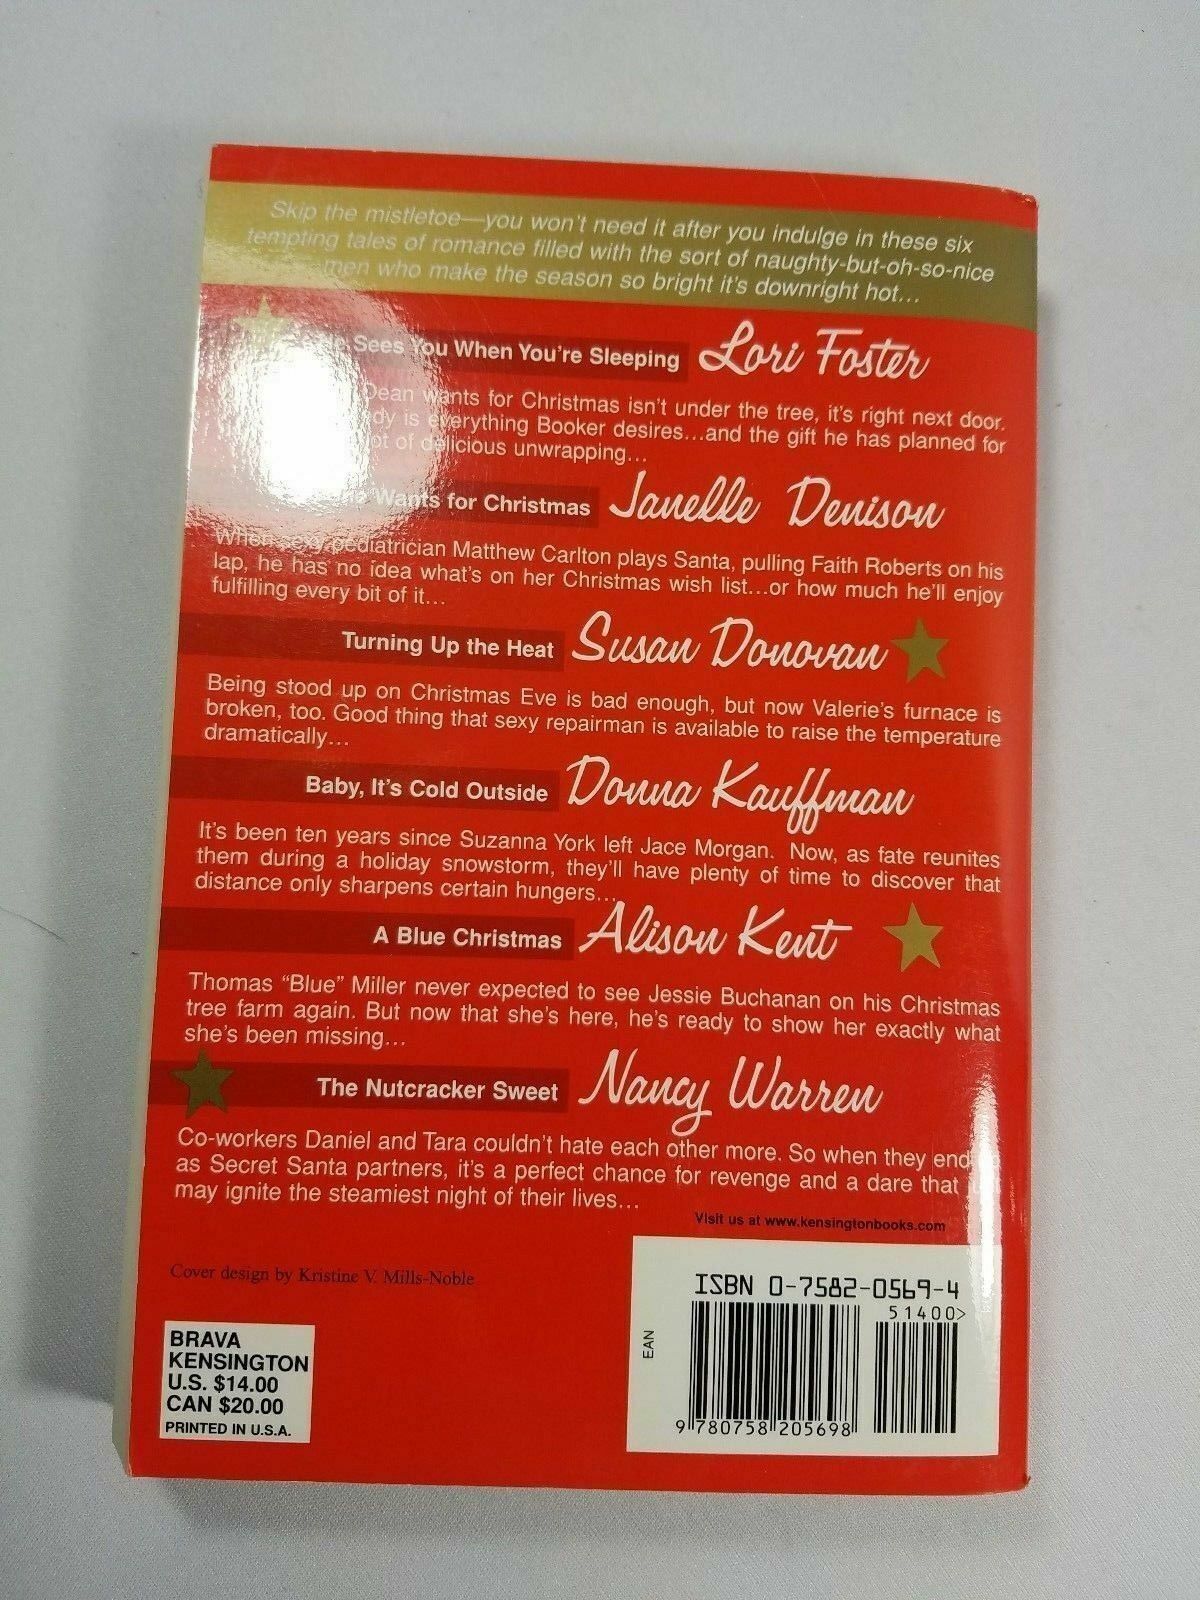 Skip the mistletoe—you won't need it after you indulge in these six
tempting tales of romance filled with the sort of naughty-but-oh-so-nice
men who make the season so bright it's downright hot...
He Sees You When You're Sleeping Lori Foster
Dean wants for Christmas isn't under the tree, it's right next door.
is everything Booker desires...and the gift he has planned for
of delicious unwrapping...
Wants for Christmas Janelle Denison
When sexy pediatrician Matthew Carlton plays Santa, pulling Faith Roberts on his
lap, he has no idea what's on her Christmas wish list...or how much he'll enjoy
fulfilling every bit of it...
Turning Up the Heat Susan Donovan
Being stood up on Christmas Eve is bad enough, but now Valerie's furnace is
broken, too. Good thing that sexy repairman is available to raise the temperature
dramatically...
Baby, It's Cold Outside Donna Kauffman
It's been ten years since Suzanna York left Jace Morgan. Now, as fate reunites
them during a holiday snowstorm, they'll have plenty of time to discover that
distance only sharpens certain hungers...
A Blue Christmas Alison Kent
Thomas "Blue" Miller never expected to see Jessie Buchanan on his Christmas
tree farm again. But now that she's here, he's ready to show her exactly what
she's been missing...
The Nutcracker Sweet Nancy Warren
Co-workers Daniel and Tara couldn't hate each other more. So when they end
as Secret Santa partners, it's a perfect chance for revenge and a dare that just
may ignite the steamiest night of their lives...
Visit us at www.kensingtonbooks.com
Cover design by Kristine V. Mills-Noble
BRAVA
KENSINGTON
U.S. $14.00
CAN $20.00
PRINTED IN U.S.A.
ISBN 0-7582-0569-4
51400>
EAN
9 780758 205698